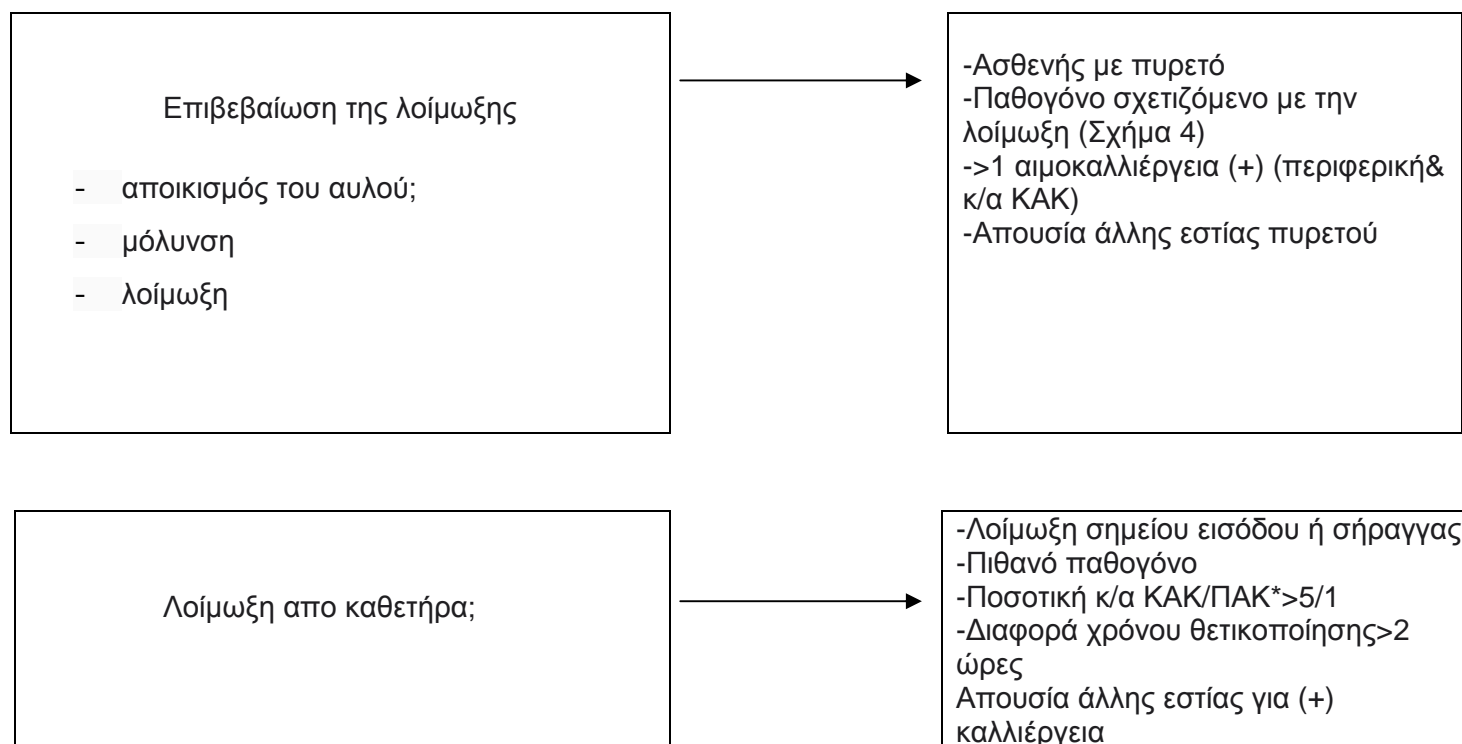 Επιβεβαίωση της λοίμωξης
- αποικισμός του αυλού;
- μόλυνση
- λοίμωξη
-Ασθενής με πυρετό
-Παθογόνο σχετιζόμενο με την
λοίμωξη (Σχήμα 4)
->1 αιμοκαλλιέργεια (+) (περιφερική&
κ/α ΚΑΚ)
-Απουσία άλλης εστίας πυρετού
Λοίμωξη απο καθετήρα;
-Λοίμωξη σημείου εισόδου ή σήραγγας
-Πιθανό παθογόνο
-Ποσοτική κ/α ΚΑΚ/ΠΑΚ*>5/1
-Διαφορά χρόνου θετικοποίησης>2
ώρες
Απουσία άλλης εστίας για (+)
καλλιέργεια